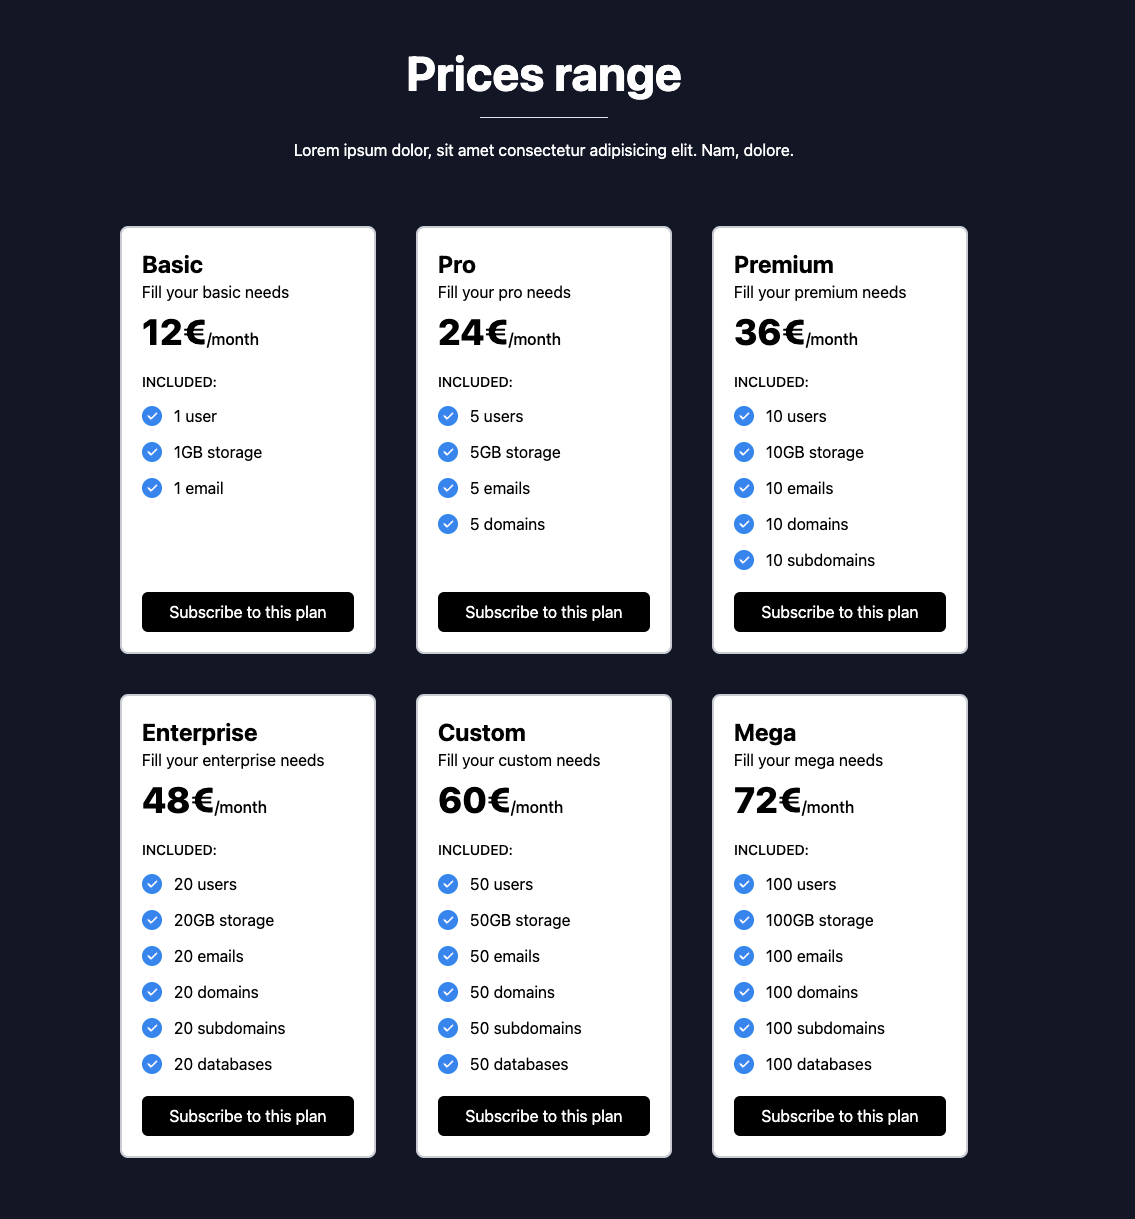 Prices range
Lorem ipsum dolor, sit amet consectetur adipisicing elit. Nam, dolore.
Basic
Fill your basic needs
12€/month
INCLUDED:
1 user
1GB storage
1 email
Subscribe to this plan
Pro
Fill your pro needs
24€/month
INCLUDED:
5 users
5GB storage
5 emails
5 domains
Subscribe to this plan
Premium
Fill your premium needs
36€/month
INCLUDED:
10 users
10GB storage
10 emails
10 domains
10 subdomains
Subscribe to this plan
Enterprise
Fill your enterprise needs
48€/month
INCLUDED:
20 users
20GB storage
20 emails
20 domains
20 subdomains
20 databases
Subscribe to this plan
Custom
Fill your custom needs
60€/month
INCLUDED:
50 users
50GB storage
50 emails
50 domains
50 subdomains
50 databases
Subscribe to this plan
Mega
Fill your mega needs
72€/month
INCLUDED:
100 users
100GB storage
100 emails
100 domains
100 subdomains
100 databases
Subscribe to this plan